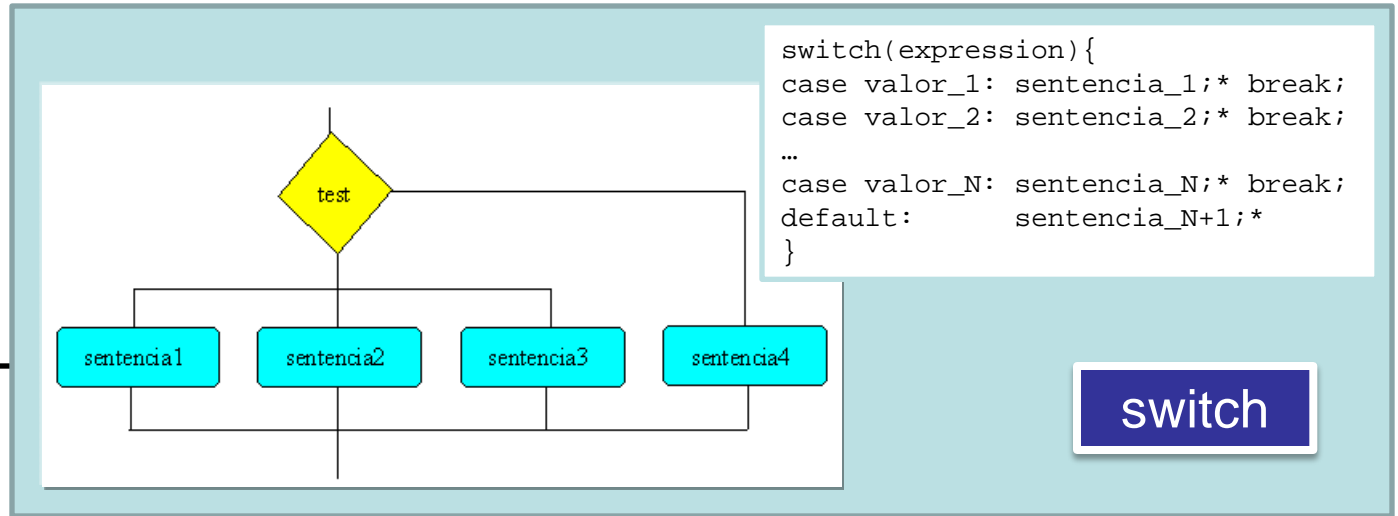 switch(expression){
case valor_1: sentencia_1;* break;
case valor_2: sentencia_2;* break;
…
case valor_N: sentencia_N;* break;
default:      sentencia_N+1;*
}
test
sentencia1 sentencia2 sentencia3 sentencia4
switch